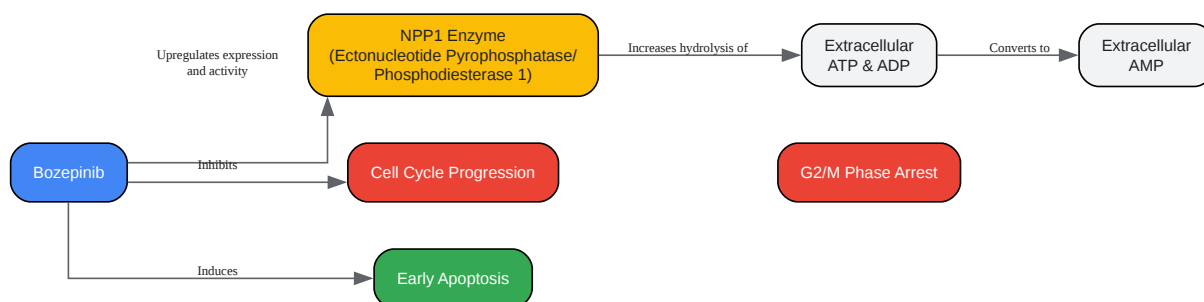 NPP1 Enzyme
(Ectonucleotide Pyrophosphatase/
Phosphodiesterase 1)
Upregulates expression
and activity
Increases hydrolysis of
Extracellular
ATP & ADP
Converts to
Extracellular
AMP
Bozepinib
Inhibits
Cell Cycle Progression
G2/M Phase Arrest
Induces
Early Apoptosis